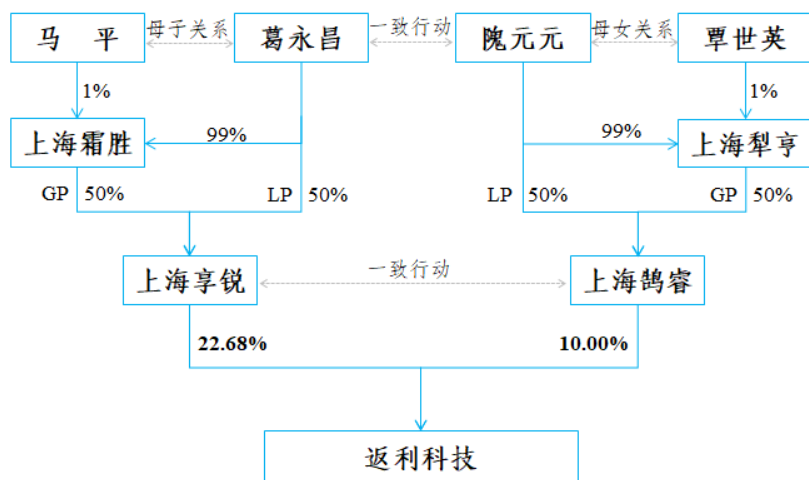 马 平 母子关系 葛永昌 一致行动 隗元元 母女关系 覃世英
1% 1%
上海霜胜 99% 99% 上海犁亨
GP 50% LP 50% LP 50% GP 50%
上海享锐 一致行动 上海鹄睿
22.68% 10.00%
返利科技